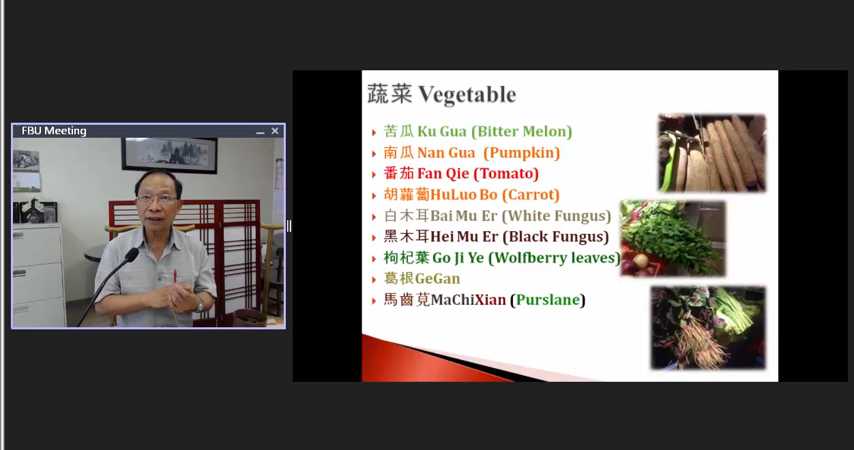 FBU Meeting
蔬菜 Vegetable
苦瓜 Ku Gua (Bitter Melon)
南瓜 Nan Gua (Pumpkin)
番茄 Fan Qie (Tomato)
胡蘿蔔HuLuo Bo (Carrot)
白木耳Bai Mu Er (White Fungus)
黑木耳Hei Mu Er (Black Fungus)
枸杞葉 Go Ji Ye (Wolfberry leaves)
葛根GeGan
馬齒莧MaChiXian (Purslane)